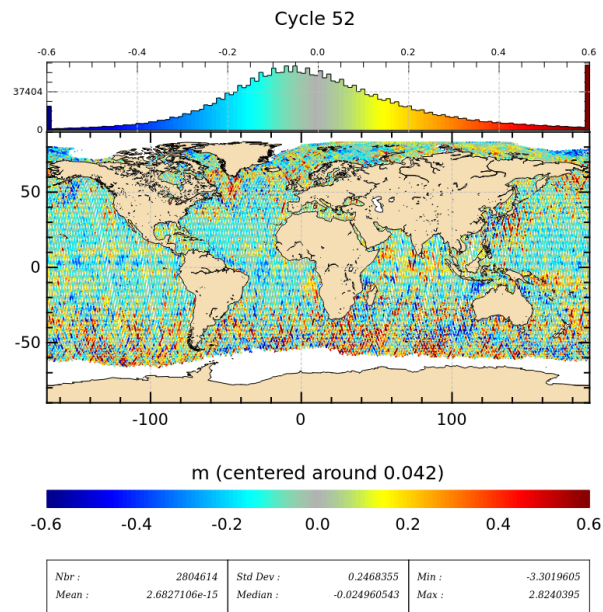 Cycle 52
-0.6 -0.4 -0.2 0.0 0.2 0.4 0.6
37404
0
50
0
-50
-100 0 100
m (centered around 0.042)
-0.6 -0.4 -0.2 0.0 0.2 0.4 0.6
Nbr : 2804614 Std Dev : 0.2468355 Min : -3.3019605
Mean : 2.6827106e-15 Median : -0.024960543 Max : 2.8240395